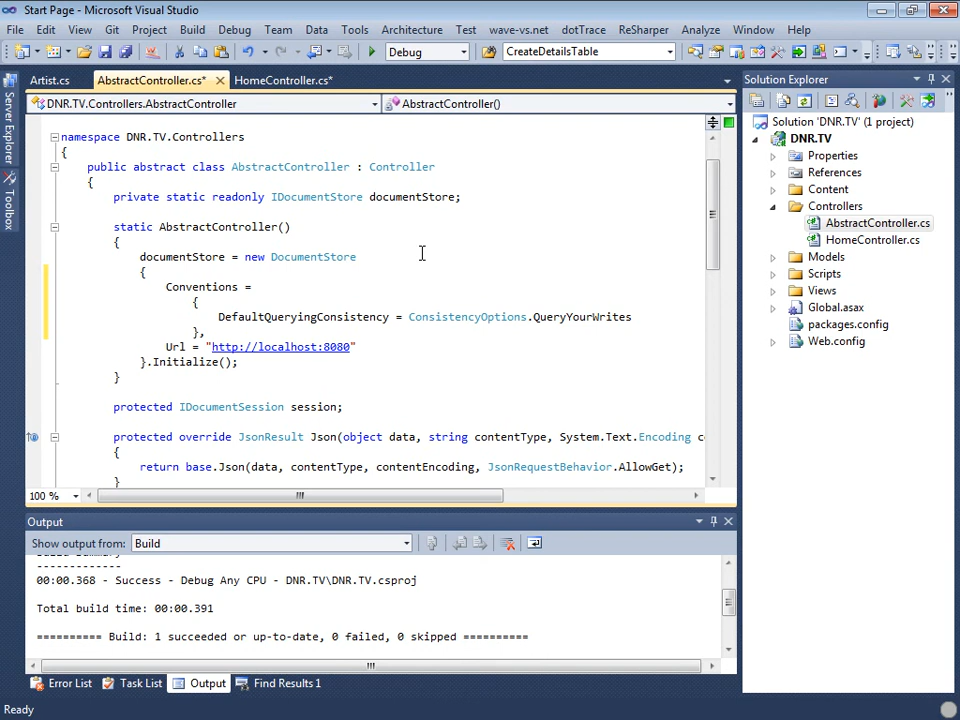 Start Page - Microsoft Visual Studio
File Edit View Git Project Build Debug Team Data Tools Architecture Test wave-vs.net dotTrace ReSharper Analyze Window Help
Debug CreateDetailsTable
Artist.cs AbstractController.cs* HomeController.cs*
DNR.TV.Controllers.AbstractController AbstractController()
namespace DNR.TV.Controllers
{
public abstract class AbstractController : Controller
{
private static readonly IDocumentStore documentStore;
static AbstractController()
{
documentStore = new DocumentStore
{
Conventions =
{
DefaultQueryingConsistency = ConsistencyOptions.QueryYourWrites
},
Url = "http://localhost:8080"
}.Initialize();
}
protected IDocumentSession session;
protected override JsonResult Json(object data, string contentType, System.Text.Encoding c
{
return base.Json(data, contentType, contentEncoding, JsonRequestBehavior.AllowGet);
}
100 %
Server Explorer
Toolbox
Solution Explorer
Solution 'DNR.TV' (1 project)
DNR.TV
Properties
References
Content
Controllers
AbstractController.cs
HomeController.cs
Models
Scripts
Views
Global.asax
packages.config
Web.config
Output
Show output from: Build
Build Summary
-------------
00:00.368 - Success - Debug Any CPU - DNR.TV\DNR.TV.csproj
Total build time: 00:00.391
========== Build: 1 succeeded or up-to-date, 0 failed, 0 skipped ==========
Error List Task List Output Find Results 1
Ready